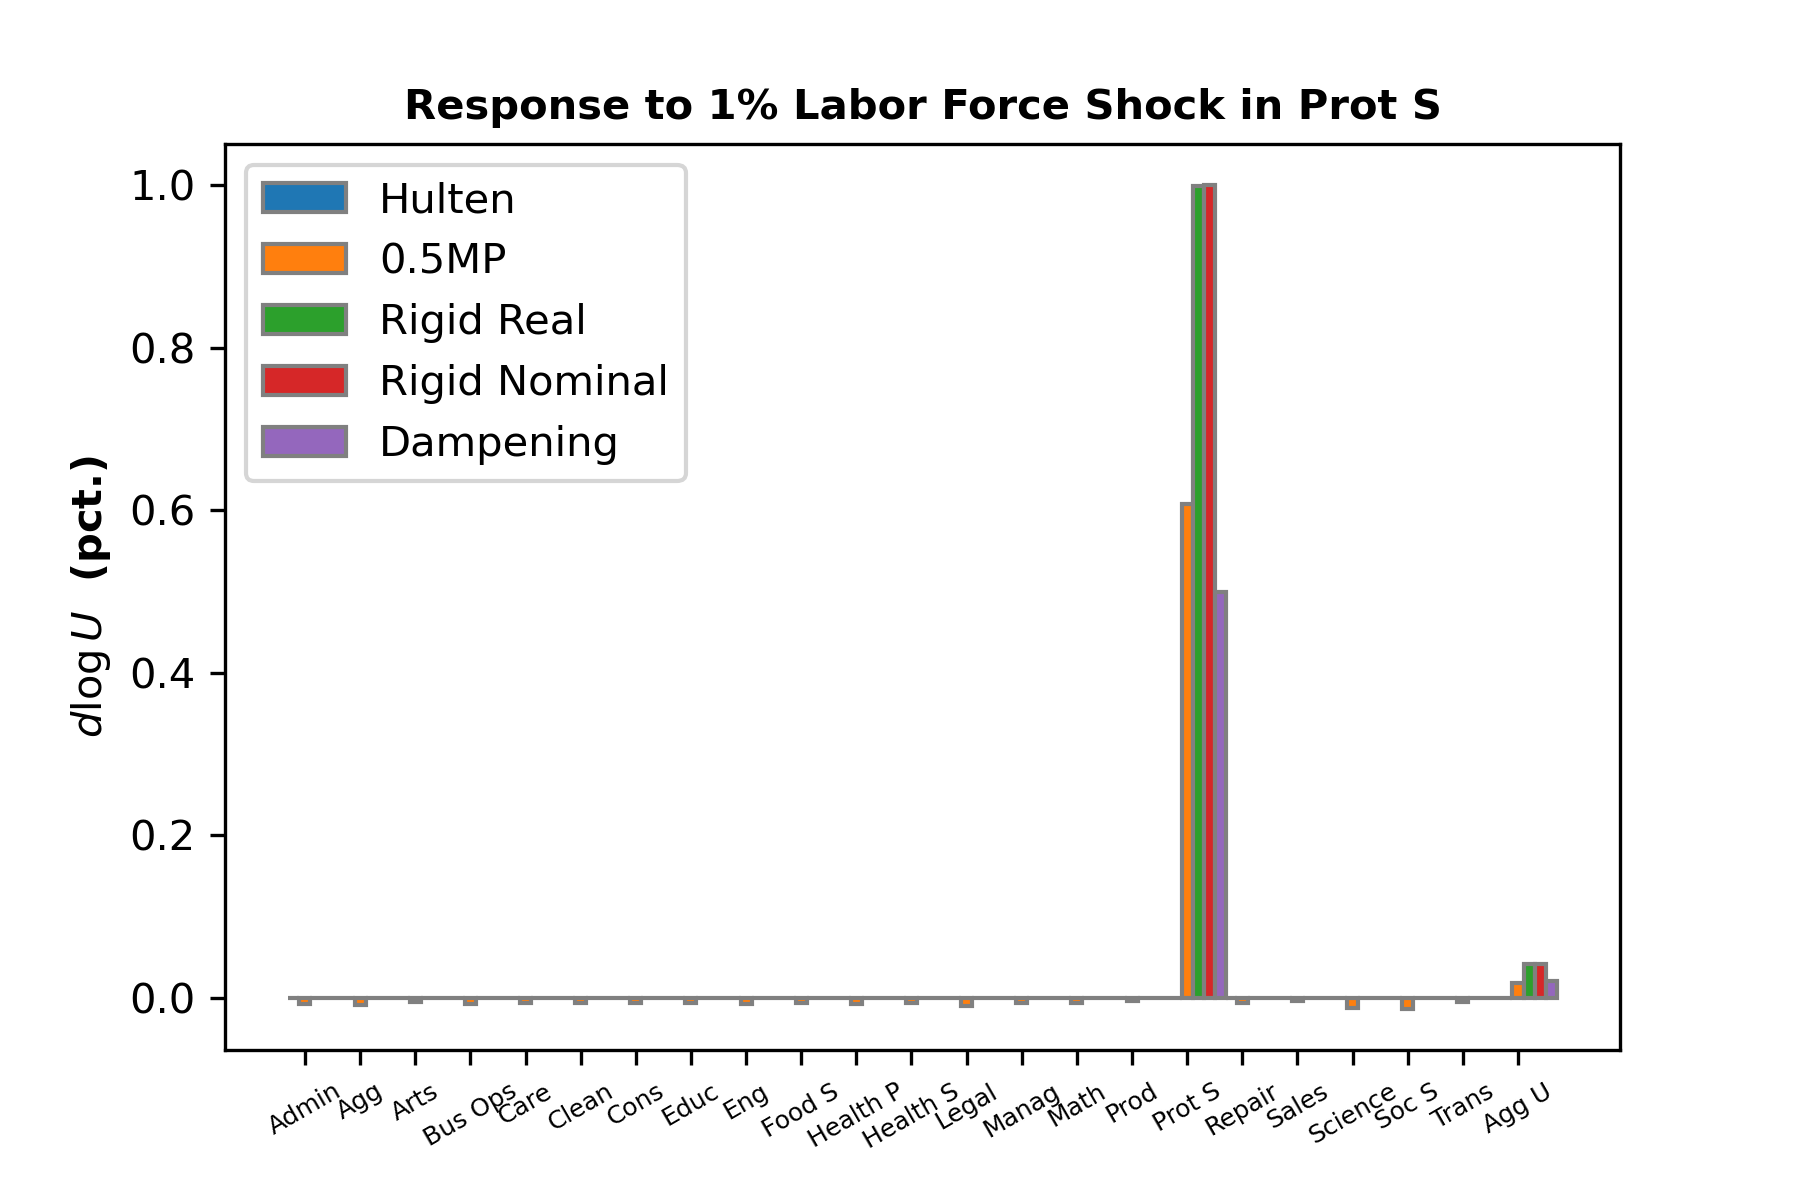 Response to 1% Labor Force Shock in Prot S
Hulten
0.5MP
Rigid Real
Rigid Nominal
Dampening
dlog U (pct.)
1.0
0.8
0.6
0.4
0.2
0.0
Admin
Agg
Arts
Bus Ops
Care
Clean
Cons
Educ
Eng
Food S
Health P
Health S
Legal
Manag
Math
Prod
Prot S
Repair
Sales
Science
Soc S
Trans
Agg U